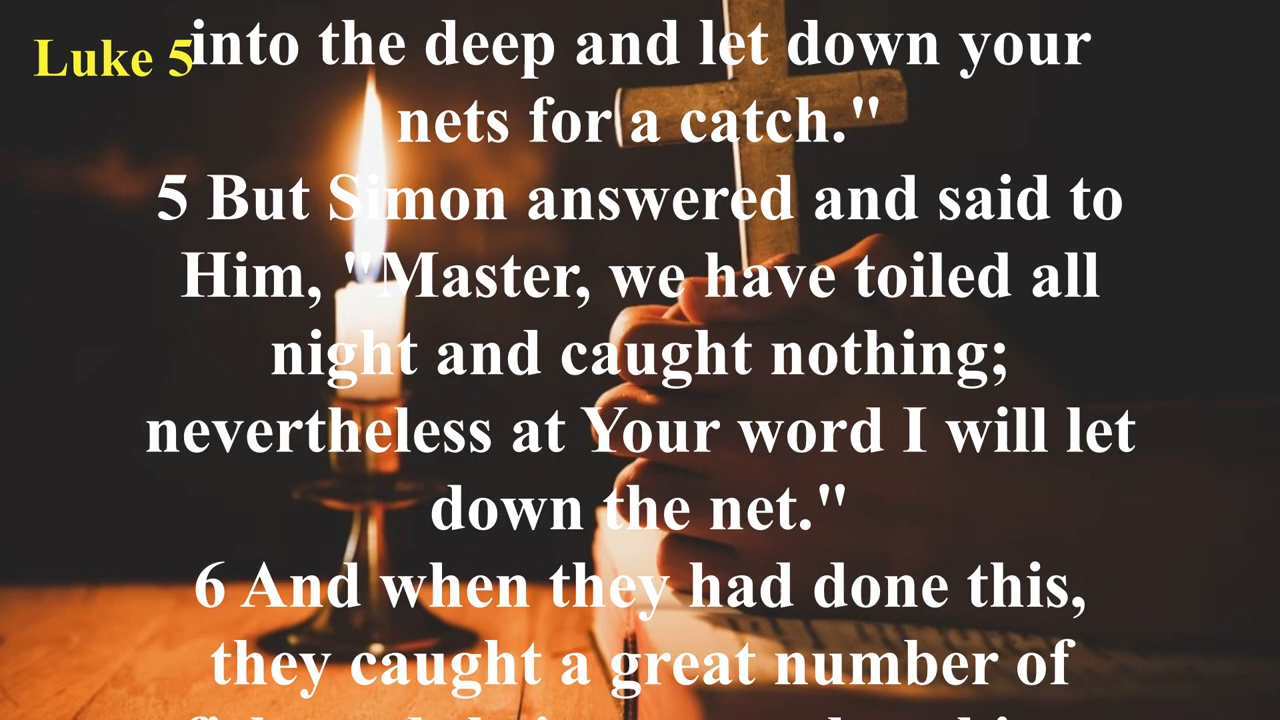 Luke 5
into the deep and let down your
nets for a catch."
5 But Simon answered and said to
Him, "Master, we have toiled all
night and caught nothing;
nevertheless at Your word I will let
down the net."
6 And when they had done this,
they caught a great number of